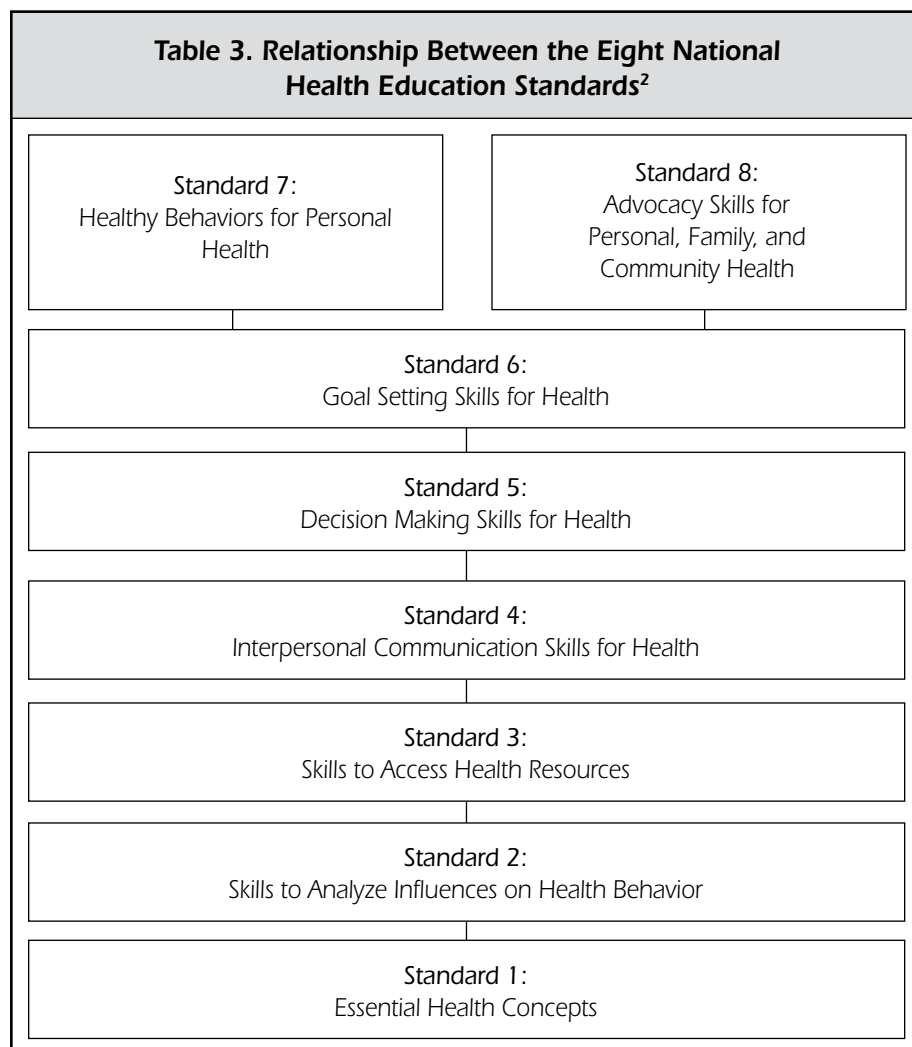 Table 3. Relationship Between the Eight National
Health Education Standards²
Standard 7:
Healthy Behaviors for Personal
Health
Standard 8:
Advocacy Skills for
Personal, Family, and
Community Health
Standard 6:
Goal Setting Skills for Health
Standard 5:
Decision Making Skills for Health
Standard 4:
Interpersonal Communication Skills for Health
Standard 3:
Skills to Access Health Resources
Standard 2:
Skills to Analyze Influences on Health Behavior
Standard 1:
Essential Health Concepts